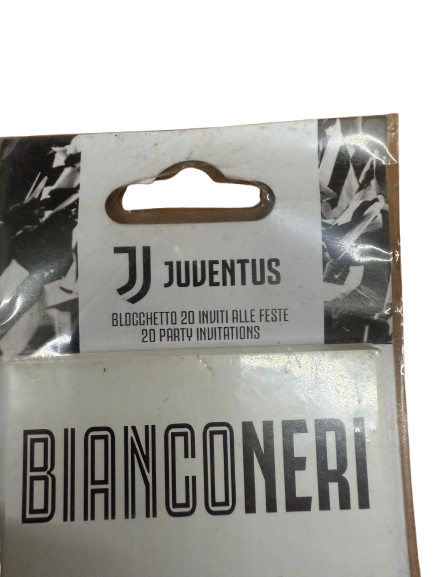 JUVENTUS
BLOCCHETTO 20 INVITI ALLE FESTE
20 PARTY INVITATIONS
BIANCONERI